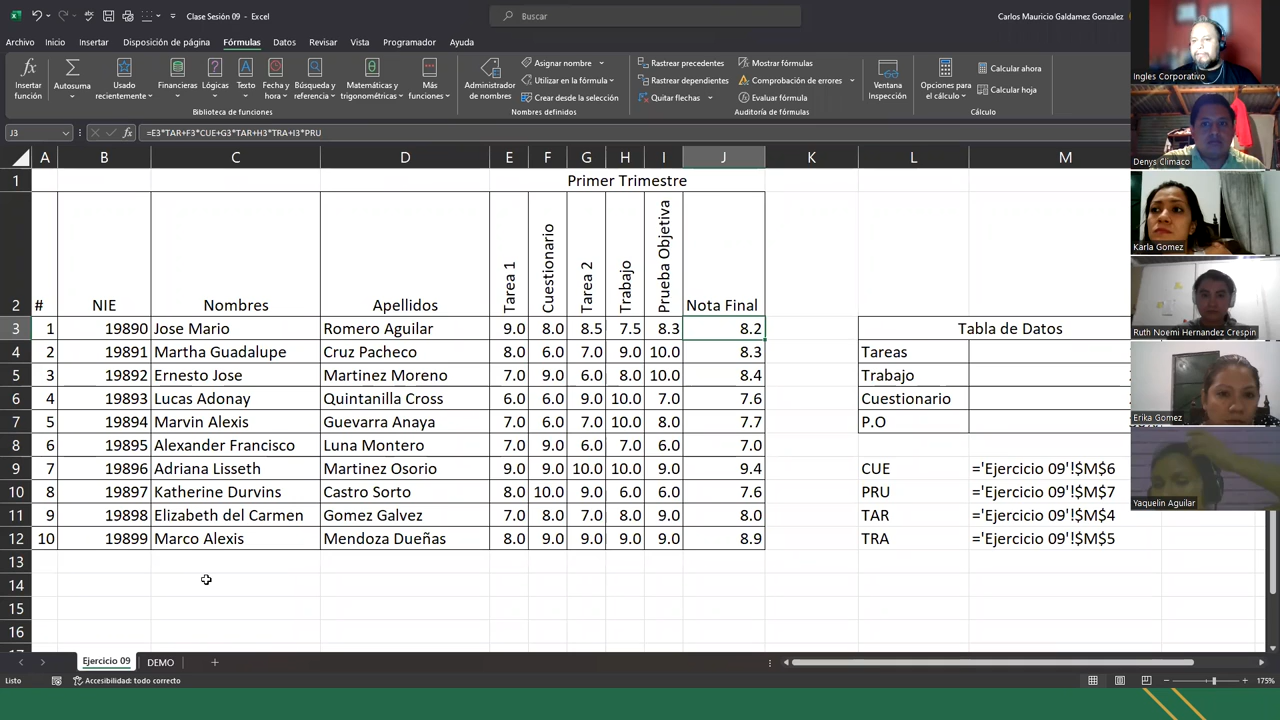 Clase Sesión 09 - Excel
Buscar
Carlos Mauricio Galdamez Gonzalez
Archivo Inicio Insertar Disposición de página Fórmulas Datos Revisar Vista Programador Ayuda
Insertar función
Autosuma
Usado recientemente
Financieras
Lógicas
Texto
Fecha y hora
Búsqueda y referencia
Matemáticas y trigonométricas
Más funciones
Biblioteca de funciones
Administrador de nombres
Asignar nombre
Utilizar en la fórmula
Crear desde la selección
Nombres definidos
Rastrear precedentes
Rastrear dependientes
Quitar flechas
Mostrar fórmulas
Comprobación de errores
Evaluar fórmula
Auditoría de fórmulas
Ventana Inspección
Opciones para el cálculo
Calcular ahora
Calcular hoja
Cálculo
J3 fx =E3*TAR+F3*CUE+G3*TAR+H3*TRA+I3*PRU
A B C D E F G H I J K L M
1 Primer Trimestre
2 # NIE Nombres Apellidos Tarea 1 Cuestionario Tarea 2 Trabajo Prueba Objetiva Nota Final
3 1 19890 Jose Mario Romero Aguilar 9.0 8.0 8.5 7.5 8.3 8.2 Tabla de Datos
4 2 19891 Martha Guadalupe Cruz Pacheco 8.0 6.0 7.0 9.0 10.0 8.3 Tareas
5 3 19892 Ernesto Jose Martinez Moreno 7.0 9.0 6.0 8.0 10.0 8.4 Trabajo
6 4 19893 Lucas Adonay Quintanilla Cross 6.0 6.0 9.0 10.0 7.0 7.6 Cuestionario
7 5 19894 Marvin Alexis Guevarra Anaya 7.0 6.0 7.0 10.0 8.0 7.7 P.O
8 6 19895 Alexander Francisco Luna Montero 7.0 9.0 6.0 7.0 6.0 7.0
9 7 19896 Adriana Lisseth Martinez Osorio 9.0 9.0 10.0 10.0 9.0 9.4 CUE ='Ejercicio 09'!$M$6
10 8 19897 Katherine Durvins Castro Sorto 8.0 10.0 9.0 6.0 6.0 7.6 PRU ='Ejercicio 09'!$M$7
11 9 19898 Elizabeth del Carmen Gomez Galvez 7.0 8.0 7.0 8.0 9.0 8.0 TAR ='Ejercicio 09'!$M$4
12 10 19899 Marco Alexis Mendoza Dueñas 8.0 9.0 9.0 9.0 9.0 8.9 TRA ='Ejercicio 09'!$M$5
13
14
15
16
Ejercicio 09 DEMO
Listo Accesibilidad: todo correcto 175%
Ingles Corporativo
Denys Climaco
Karla Gomez
Ruth Noemi Hernandez Crespin
Erika Gomez
Yaquelin Aguilar